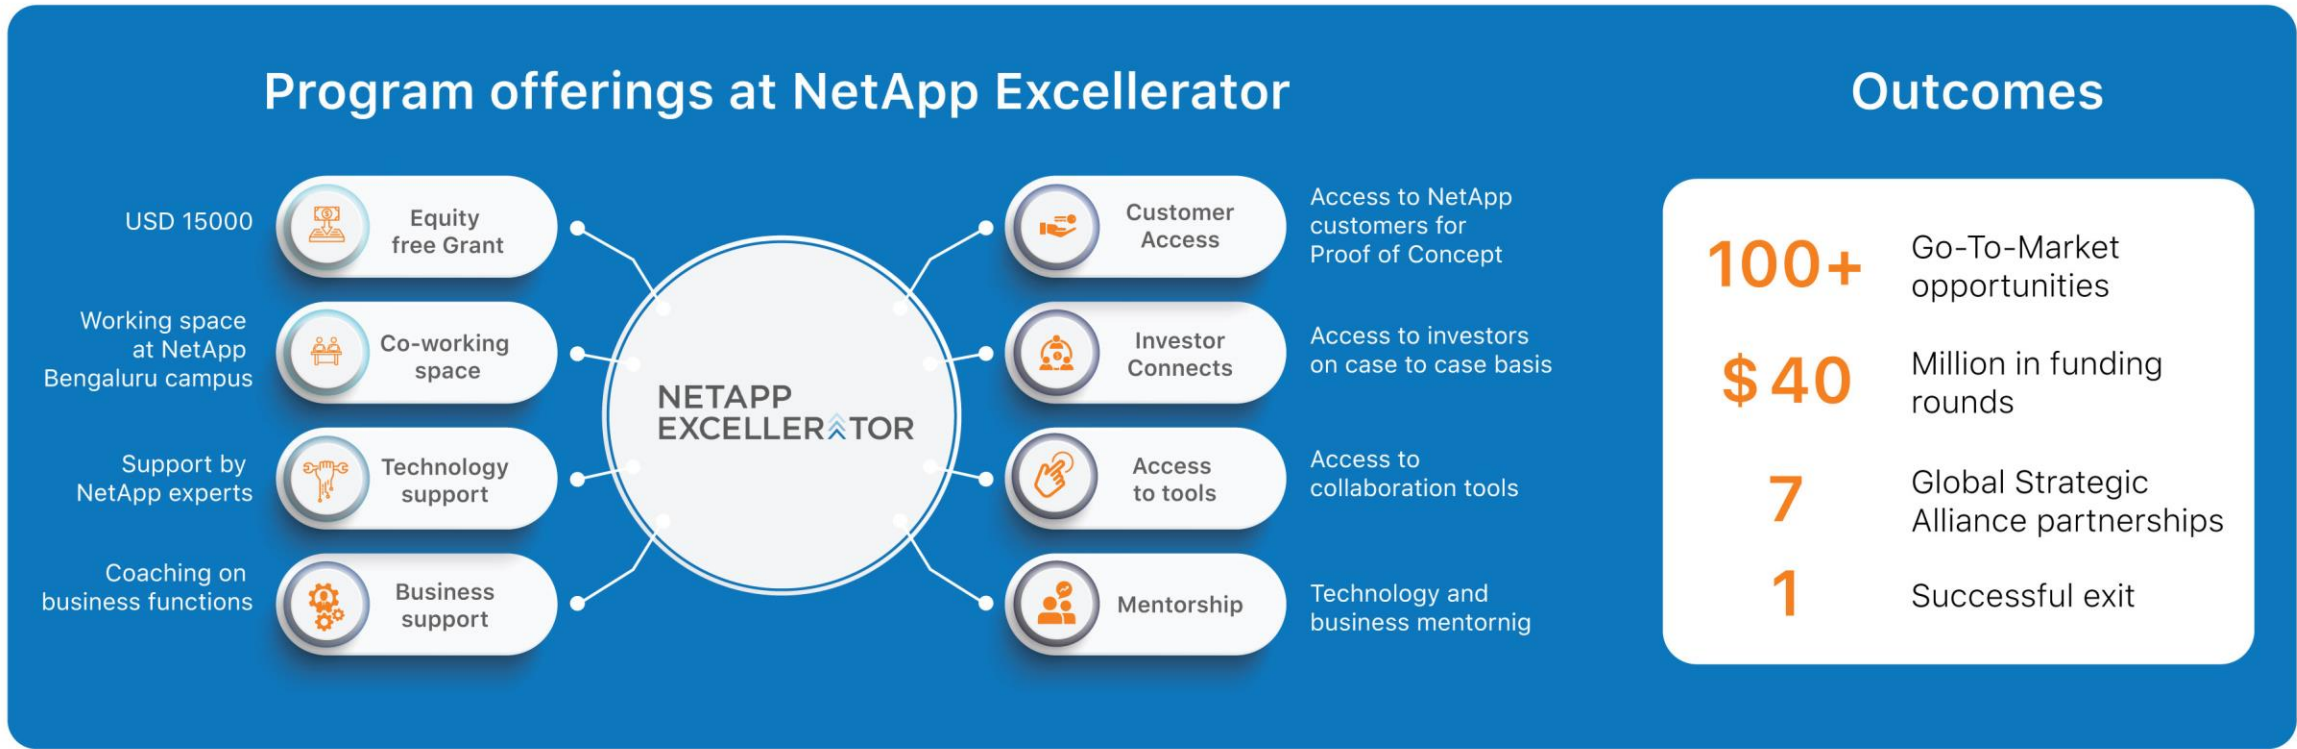 Program offerings at NetApp Excellerator
USD 15000
Equity
free Grant
Working space
at NetApp
Bengaluru campus
Co-working
space
Support by
NetApp experts
Technology
support
Coaching on
business functions
Business
support
NETAPP
EXCELLERATOR
Customer
Access
Access to NetApp
customers for
Proof of Concept
Investor
Connects
Access to investors
on case to case basis
Access
to tools
Access to
collaboration tools
Mentorship
Technology and
business mentornig
Outcomes
100+
Go-To-Market
opportunities
$ 40
Million in funding
rounds
7
Global Strategic
Alliance partnerships
1
Successful exit